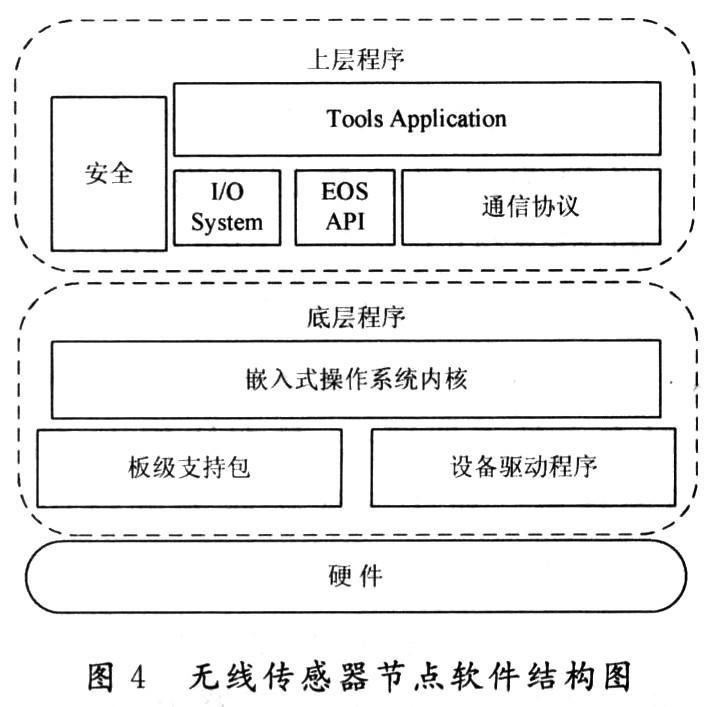 上层程序
Tools Application
安全
I/O
System
EOS
API
通信协议
底层程序
嵌入式操作系统内核
板级支持包
设备驱动程序
硬件
图 4 无线传感器节点软件结构图